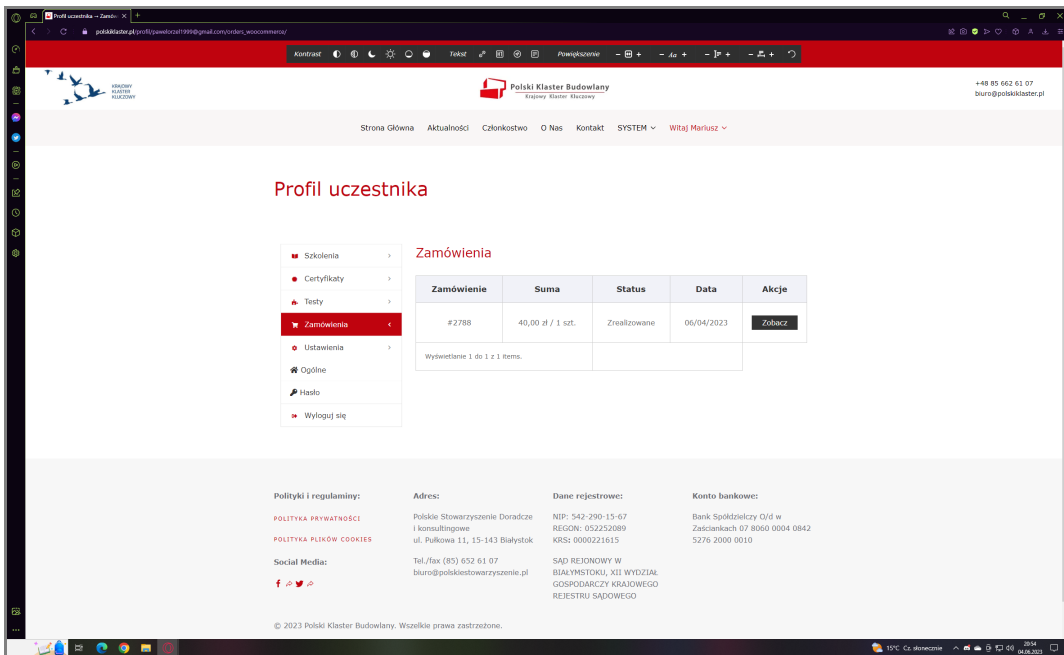 Profil uczestnika → Zamów
polskiklaster.pl/profil/pawelorzel1999@gmail.com/orders_woocommerce/
Kontrast Tekst Powiększenie - + - Aa + - + - +
KRAJOWY
KLASTER
KLUCZOWY
Polski Klaster Budowlany
Krajowy Klaster Kluczowy
+48 85 662 61 07
biuro@polskiklaster.pl
Strona Główna Aktualności Członkostwo O Nas Kontakt SYSTEM Witaj Mariusz
Profil uczestnika
Szkolenia
Certyfikaty
Testy
Zamówienia
Ustawienia
Ogólne
Hasło
Wyloguj się
Zamówienia
Zamówienie Suma Status Data Akcje
#2788 40,00 zł / 1 szt. Zrealizowane 06/04/2023 Zobacz
Wyświetlanie 1 do 1 z 1 items.
Polityki i regulaminy:
POLITYKA PRYWATNOŚCI
POLITYKA PLIKÓW COOKIES
Social Media:
Adres:
Polskie Stowarzyszenie Doradcze
i konsultingowe
ul. Pułkowa 11, 15-143 Białystok
Tel./fax (85) 652 61 07
biuro@polskiestowarzyszenie.pl
Dane rejestrowe:
NIP: 542-290-15-67
REGON: 052252089
KRS: 0000221615
SĄD REJONOWY W
BIAŁYMSTOKU, XII WYDZIAŁ
GOSPODARCZY KRAJOWEGO
REJESTRU SĄDOWEGO
Konto bankowe:
Bank Spółdzielczy O/d w
Zaściankach 07 8060 0004 0842
5276 2000 0010
© 2023 Polski Klaster Budowlany. Wszelkie prawa zastrzeżone.
15°C Cz. słonecznie
20:54
04.06.2023